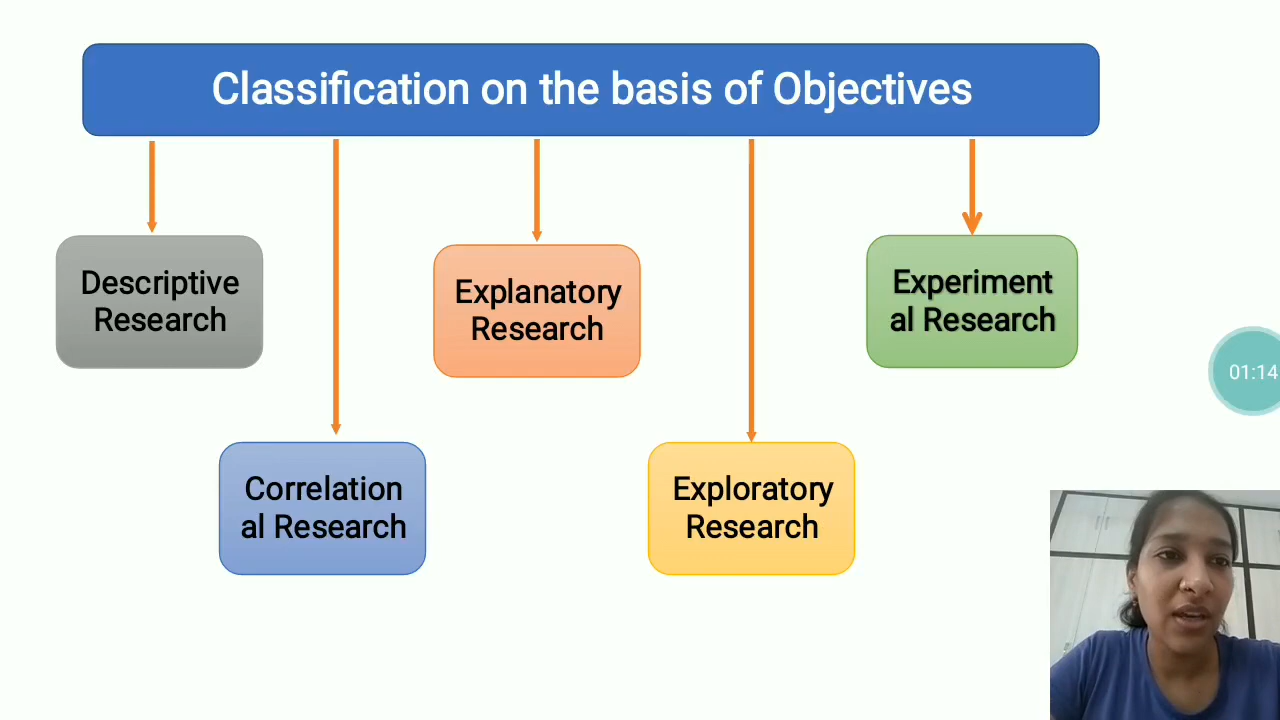 Classification on the basis of Objectives
Descriptive
Research
Explanatory
Research
Experiment
al Research
01:14
Correlation
al Research
Exploratory
Research